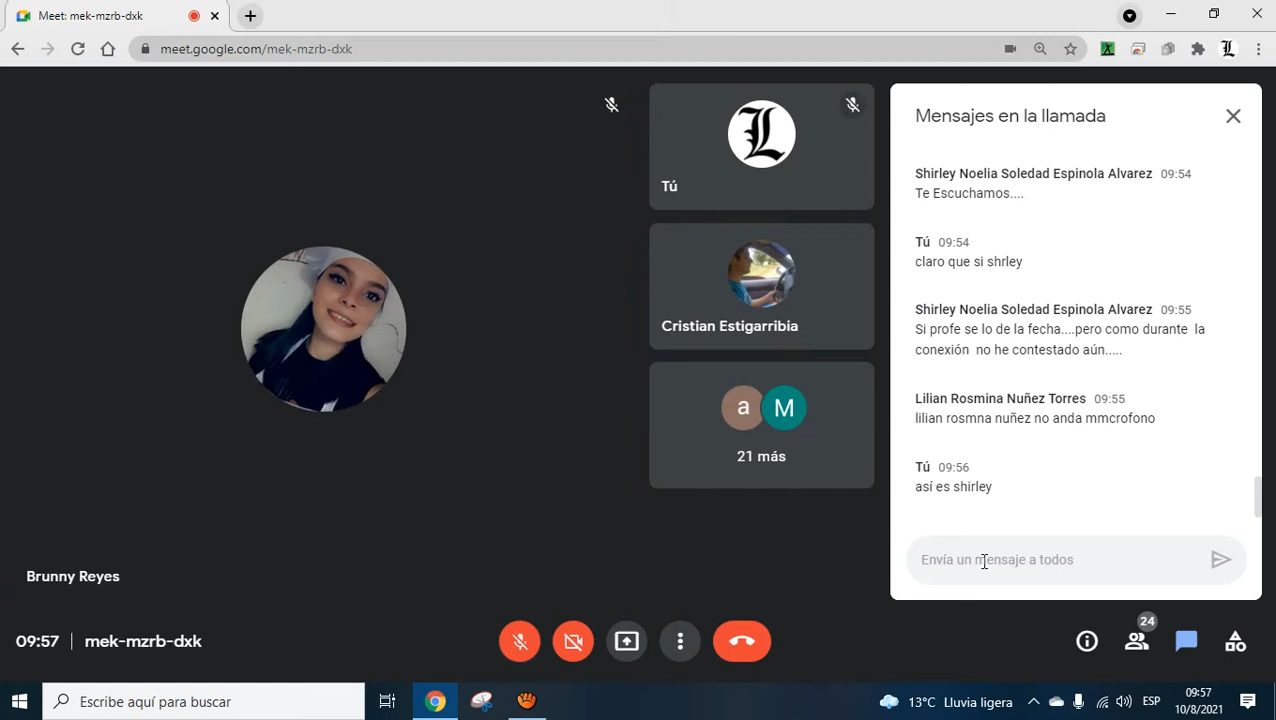 Meet: mek-mzrb-dxk
meet.google.com/mek-mzrb-dxk
L
L
Tú
Cristian Estigarribia
a M
21 más
Brunny Reyes
Mensajes en la llamada
Shirley Noelia Soledad Espinola Alvarez 09:54
Te Escuchamos....
Tú 09:54
claro que si shrley
Shirley Noelia Soledad Espinola Alvarez 09:55
Si profe se lo de la fecha....pero como durante la
conexión no he contestado aún.....
Lilian Rosmina Nuñez Torres 09:55
lilian rosmna nuñez no anda mmcrofono
Tú 09:56
así es shirley
Envía un mensaje a todos
09:57 mek-mzrb-dxk
24
Escribe aquí para buscar
13°C Lluvia ligera
ESP
09:57
10/8/2021